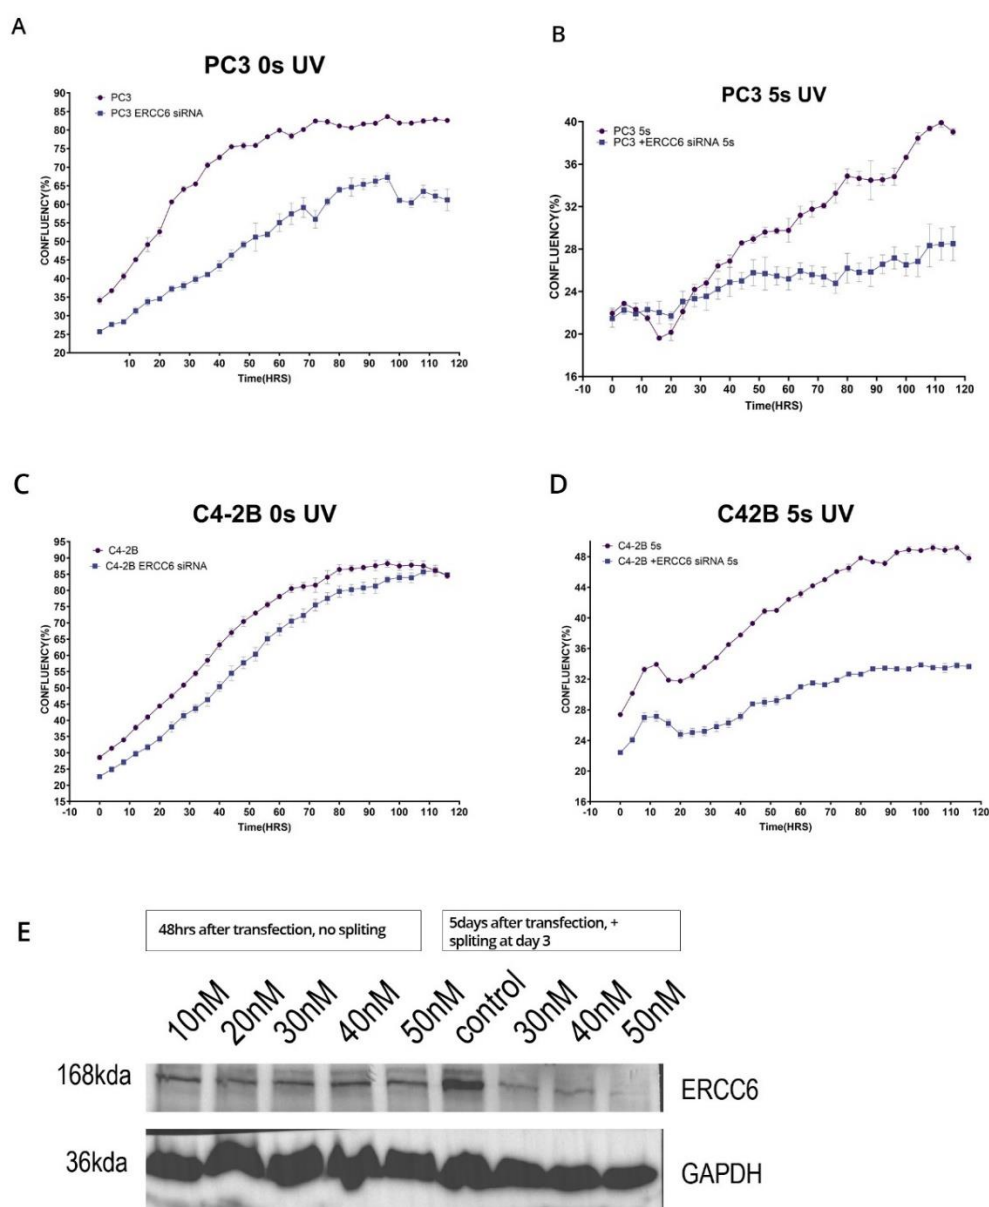 A
PC3 0s UV
PC3
PC3 ERCC6 siRNA
CONFLUENCY(%)
90
85
80
75
70
65
60
55
50
45
40
35
30
25
20
10 20 30 40 50 60 70 80 90 100 110 120
Time(HRS)
B
PC3 5s UV
PC3 5s
PC3 +ERCC6 siRNA 5s
CONFLUENCY(%)
40
36
32
28
24
20
16
-10 0 10 20 30 40 50 60 70 80 90 100 110 120
Time(HRS)
C
C4-2B 0s UV
C4-2B
C4-2B ERCC6 siRNA
CONFLUENCY(%)
95
90
85
80
75
70
65
60
55
50
45
40
35
30
25
20
15
-10 0 10 20 30 40 50 60 70 80 90 100 110 120
Time(HRS)
D
C42B 5s UV
C4-2B 5s
C4-2B +ERCC6 siRNA 5s
CONFLUENCY(%)
48
44
40
36
32
28
24
20
16
-10 0 10 20 30 40 50 60 70 80 90 100 110 120
Time(HRS)
E
48hrs after transfection, no spliting
5days after transfection, +
spliting at day 3
10nM 20nM 30nM 40nM 50nM control 30nM 40nM 50nM
168kda
ERCC6
36kda
GAPDH